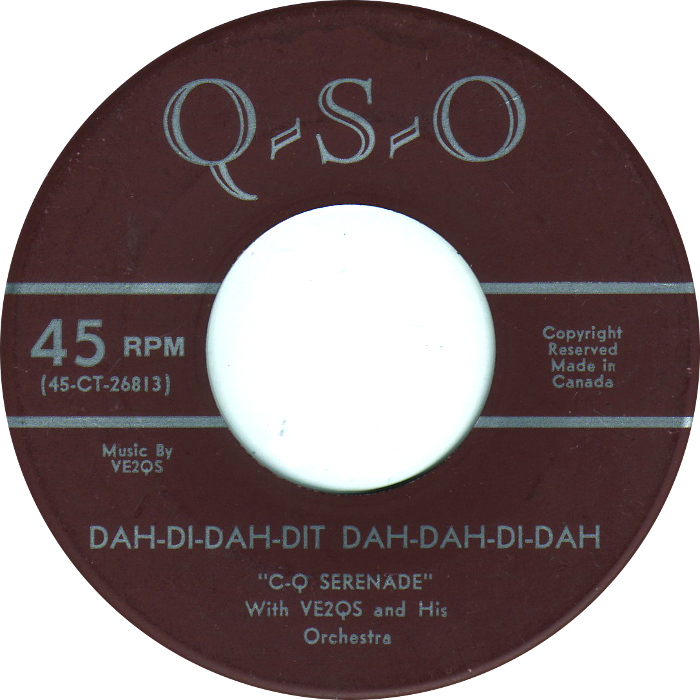 Q-S-O
45 RPM
(45-CT-26813)
Copyright
Reserved
Made in
Canada
Music By
VE2QS
DAH-DI-DAH-DIT DAH-DAH-DI-DAH
"C-Q SERENADE"
With VE2QS and His
Orchestra